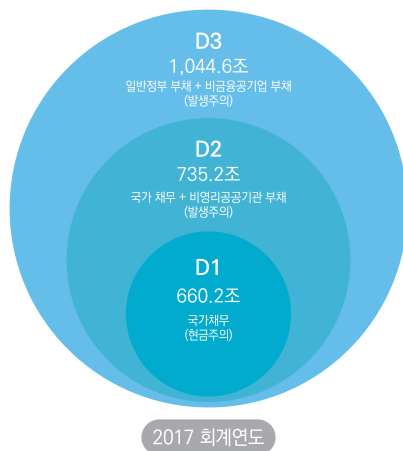 D3
1,044.6조
일반정부 부채 + 비금융공기업 부채
(발생주의)
D2
735.2조
국가 채무 + 비영리공공기관 부채
(발생주의)
D1
660.2조
국가채무
(현금주의)
2017 회계연도